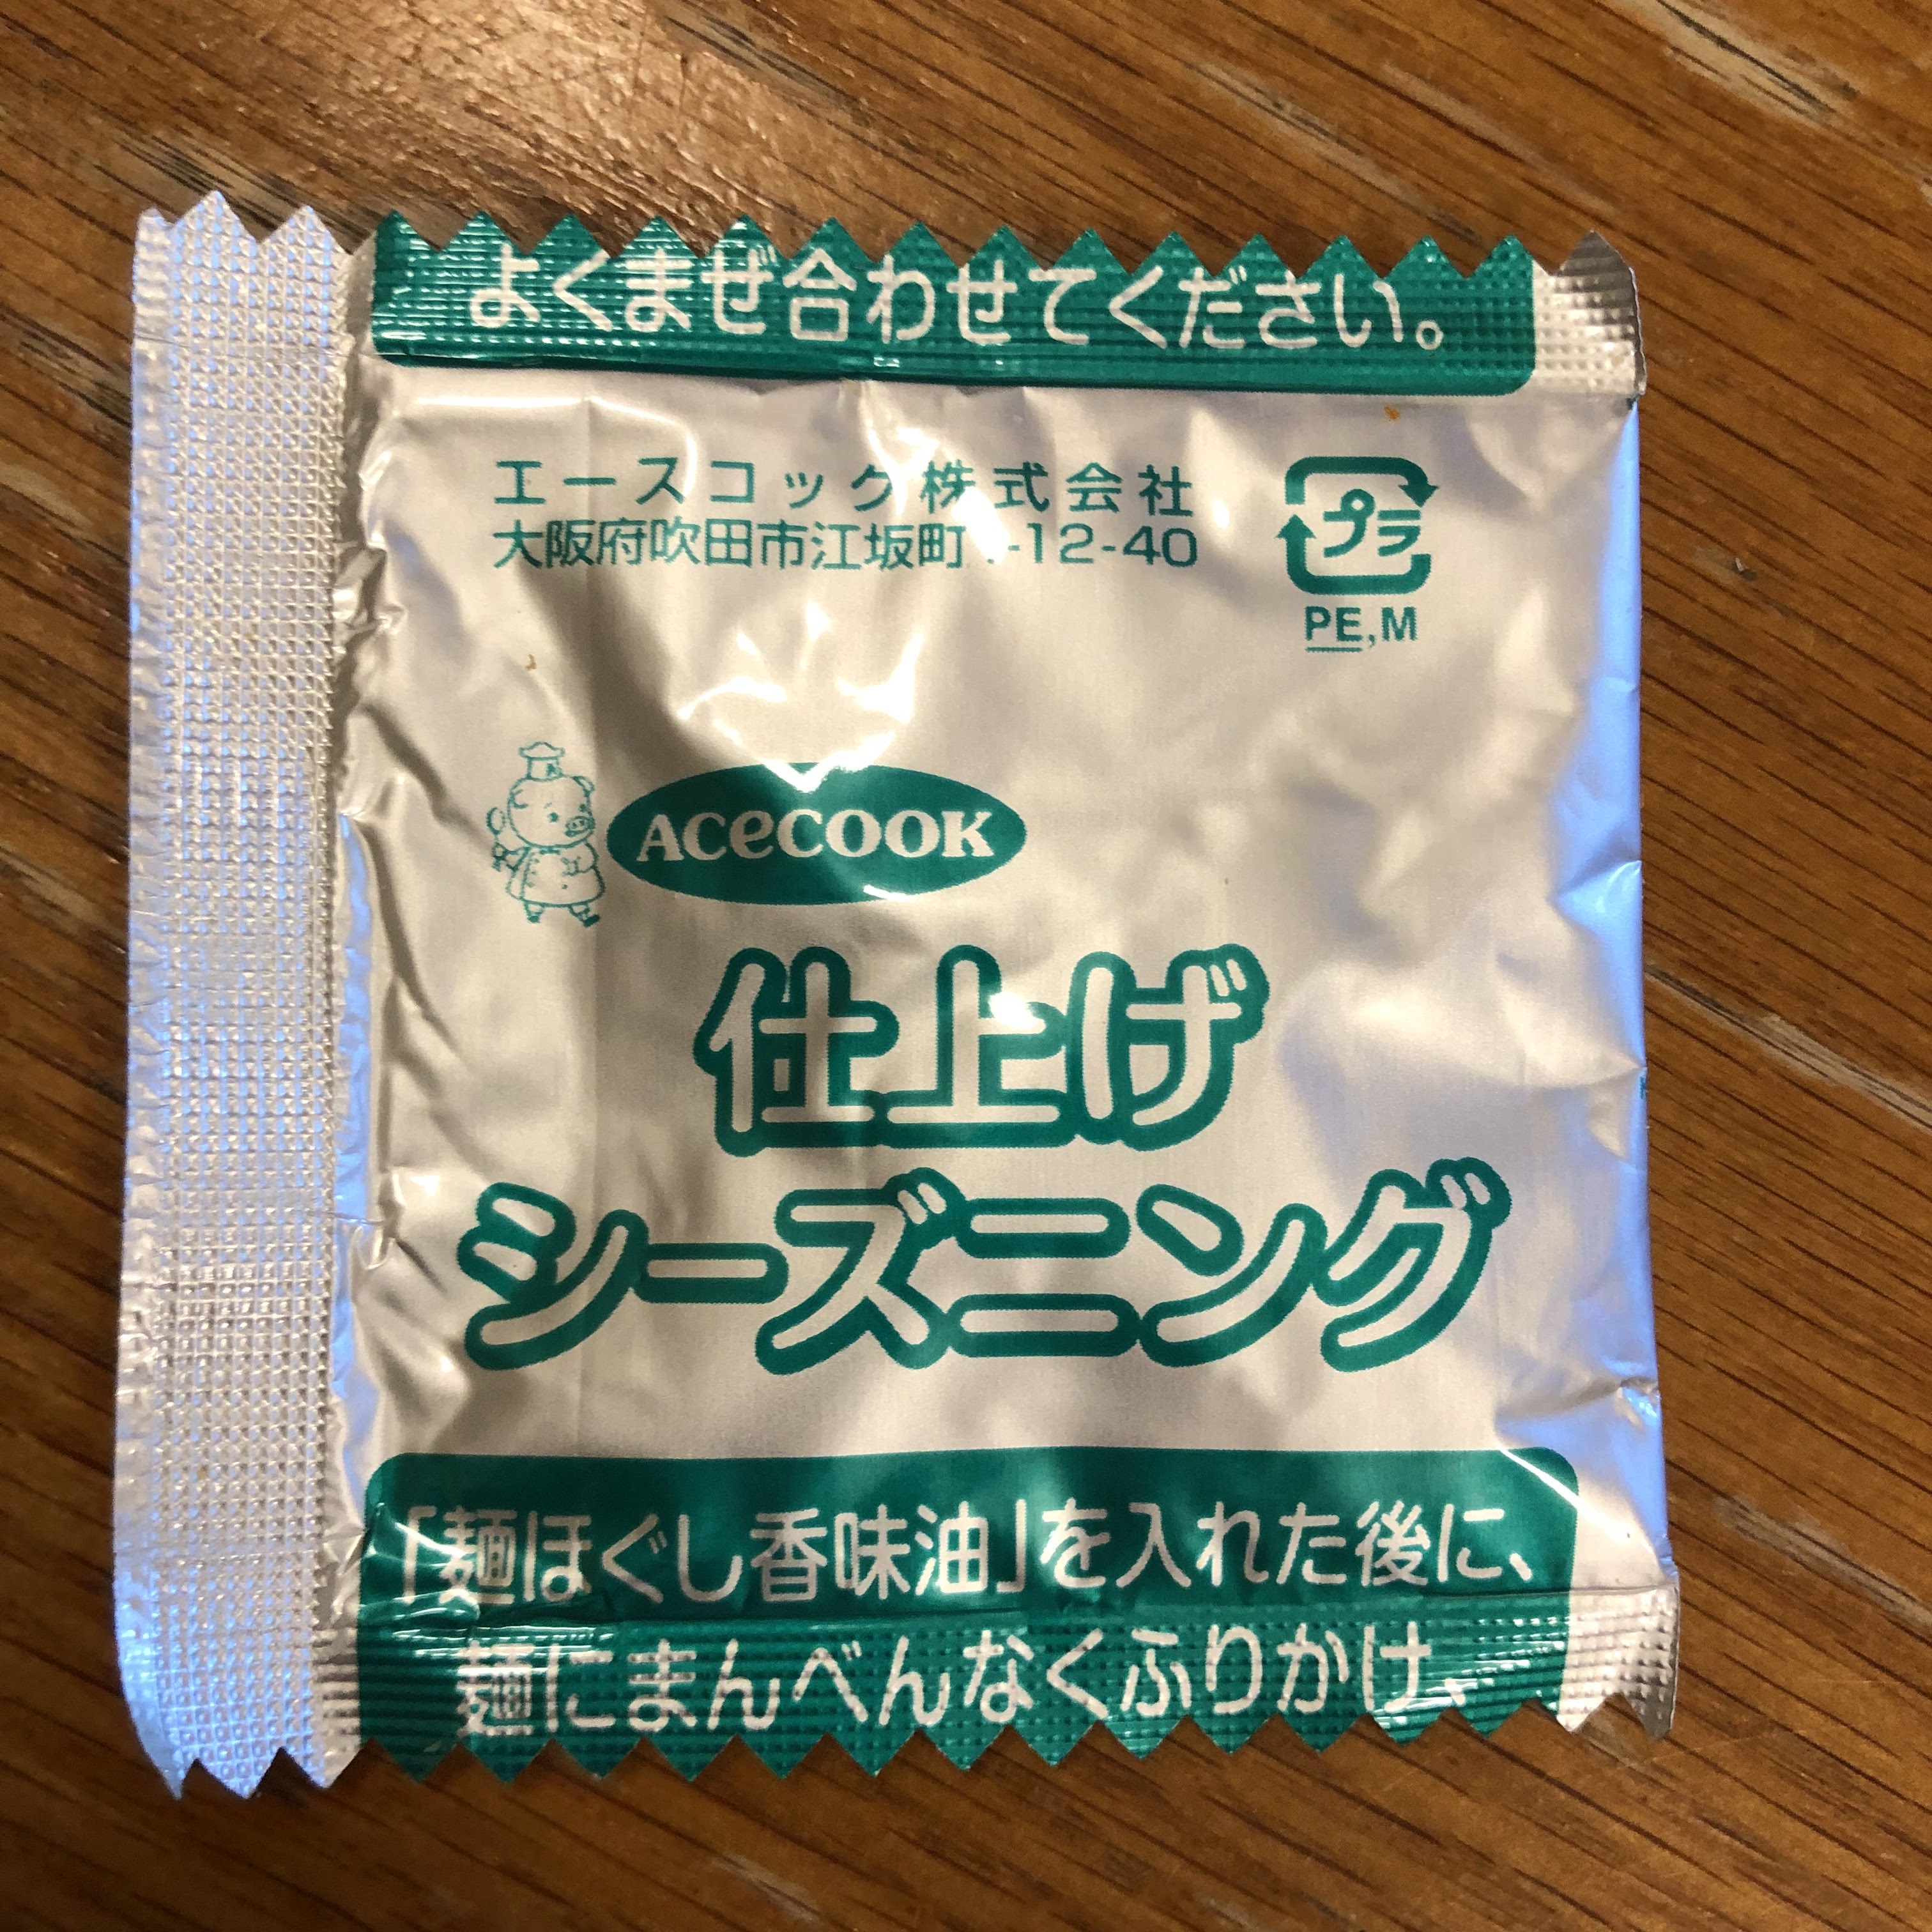 よくまぜ合わせてください。
エースコック株式会社
大阪府吹田市江坂町 -12-40
プラ
PE,M
ACECOOK
仕上げ
シーズニング
「麺ほぐし香味油」を入れた後に、
麺にまんべんなくふりかけ、